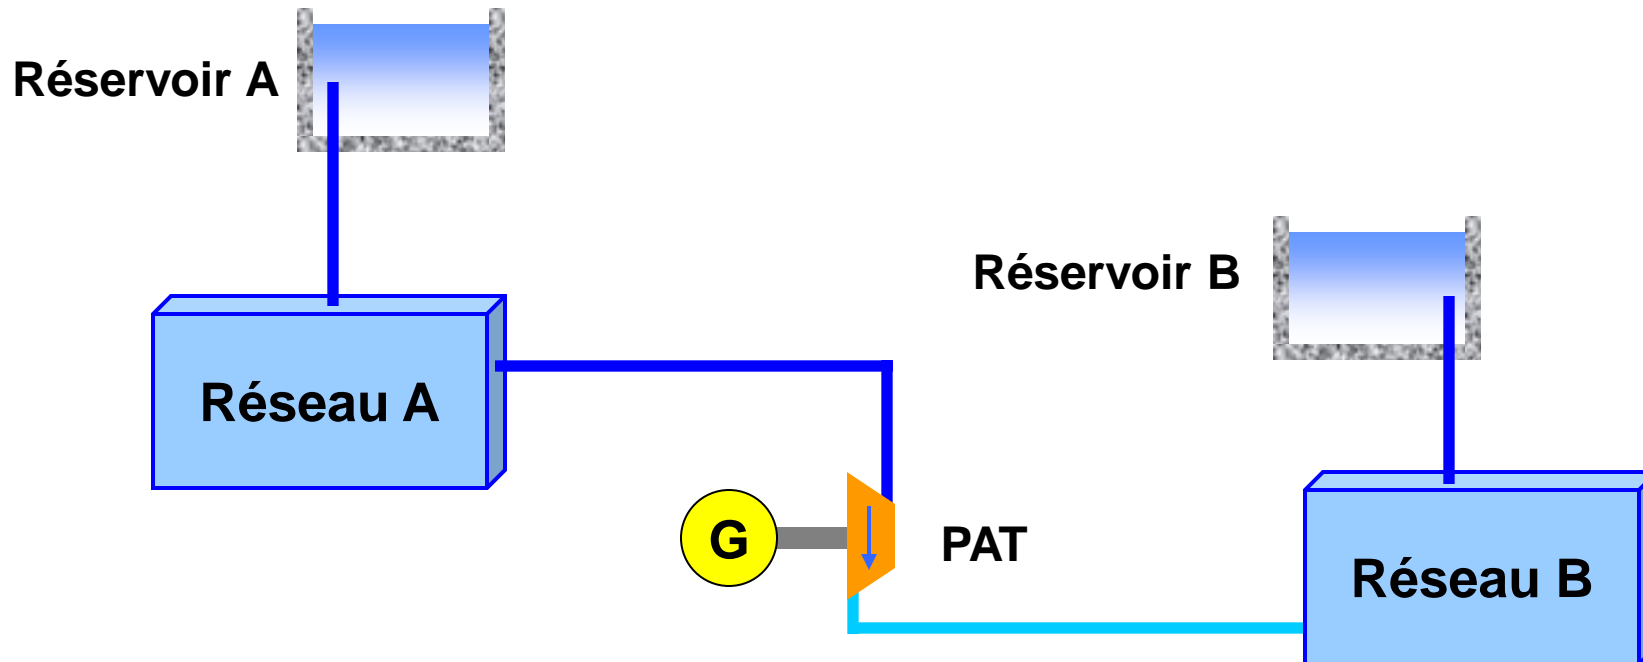 Réservoir A
Réservoir B
Réseau A
G
PAT
Réseau B